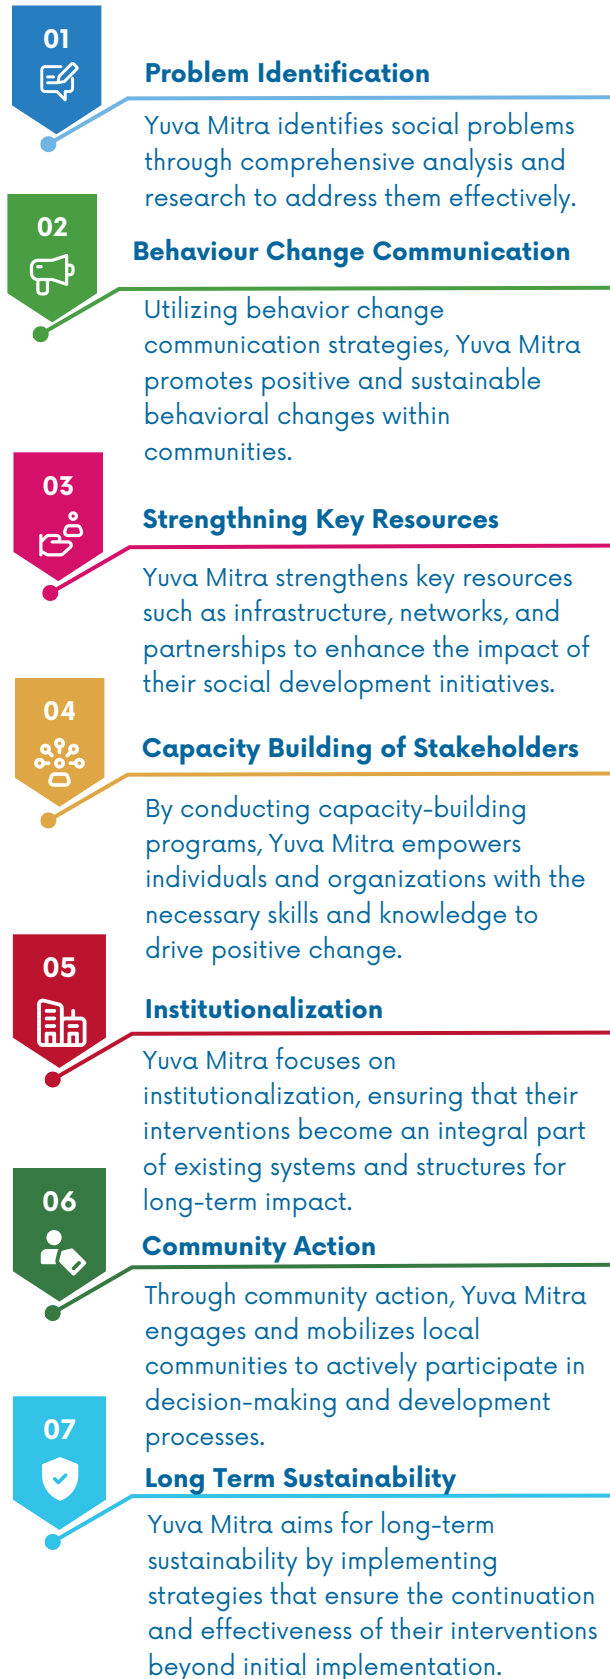 01
Problem Identification
Yuva Mitra identifies social problems
through comprehensive analysis and
research to address them effectively.
02
Behaviour Change Communication
Utilizing behavior change
communication strategies, Yuva Mitra
promotes positive and sustainable
behavioral changes within
communities.
03
Strengthning Key Resources
Yuva Mitra strengthens key resources
such as infrastructure, networks, and
partnerships to enhance the impact of
their social development initiatives.
04
Capacity Building of Stakeholders
By conducting capacity-building
programs, Yuva Mitra empowers
individuals and organizations with the
necessary skills and knowledge to
drive positive change.
05
Institutionalization
Yuva Mitra focuses on
institutionalization, ensuring that their
interventions become an integral part
of existing systems and structures for
long-term impact.
06
Community Action
Through community action, Yuva Mitra
engages and mobilizes local
communities to actively participate in
decision-making and development
processes.
07
Long Term Sustainability
Yuva Mitra aims for long-term
sustainability by implementing
strategies that ensure the continuation
and effectiveness of their interventions
beyond initial implementation.